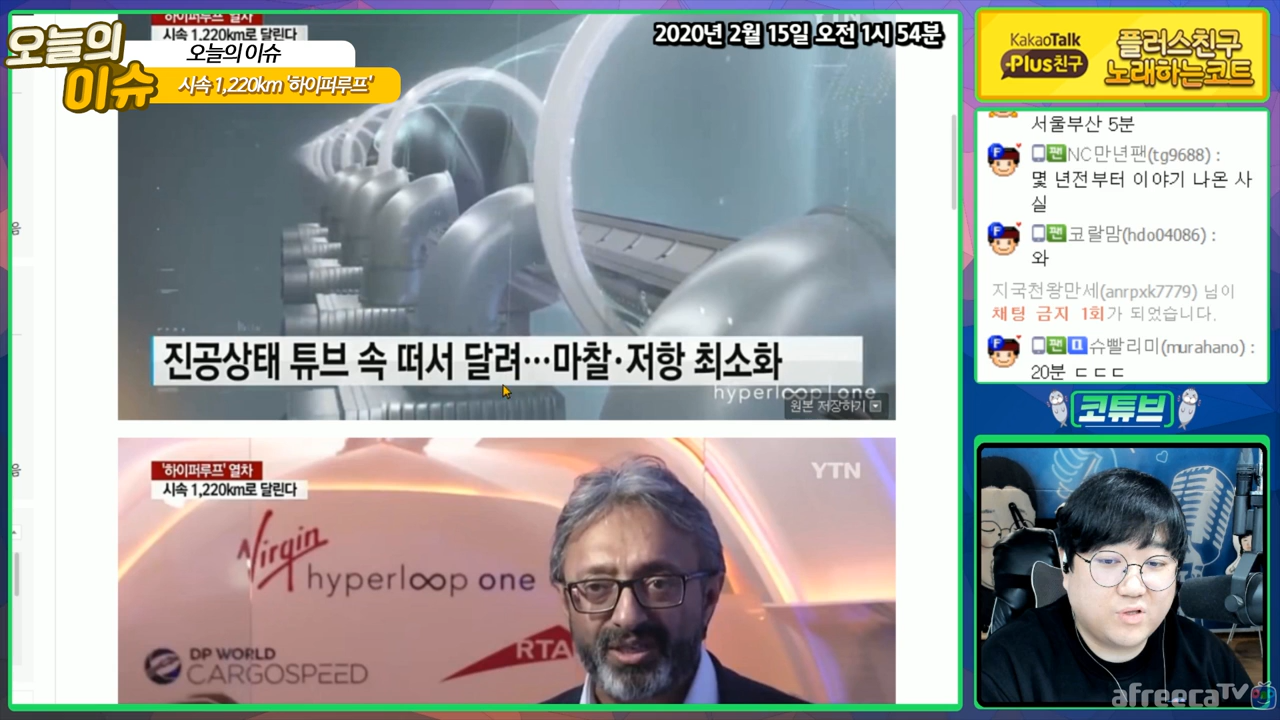 오늘의
이슈
오늘의 이슈
시속 1,220km '하이퍼루프'
'하이퍼루프' 열차
시속 1,220km로 달린다
YTN
2020년 2월 15일 오전 1시 54분
진공상태 튜브 속 떠서 달려…마찰·저항 최소화
hyperloop one
원본 저장하기
'하이퍼루프' 열차
시속 1,220km로 달린다
YTN
Virgin
hyperloop one
DP WORLD
CARGOSPEED
RTA
음
음
KakaoTalk
Plus친구
플러스친구
노래하는코트
서울부산 5분
팬 NC만년팬(tg9688) :
몇 년전부터 이야기 나온 사
실
팬 코랄맘(hdo04086) :
와
지국천왕만세(anrpxk7779) 님이
채팅 금지 1회가 되었습니다.
팬 슈빨리미(murahano) :
20분 ㄷㄷㄷ
코튜브
afreecaTV